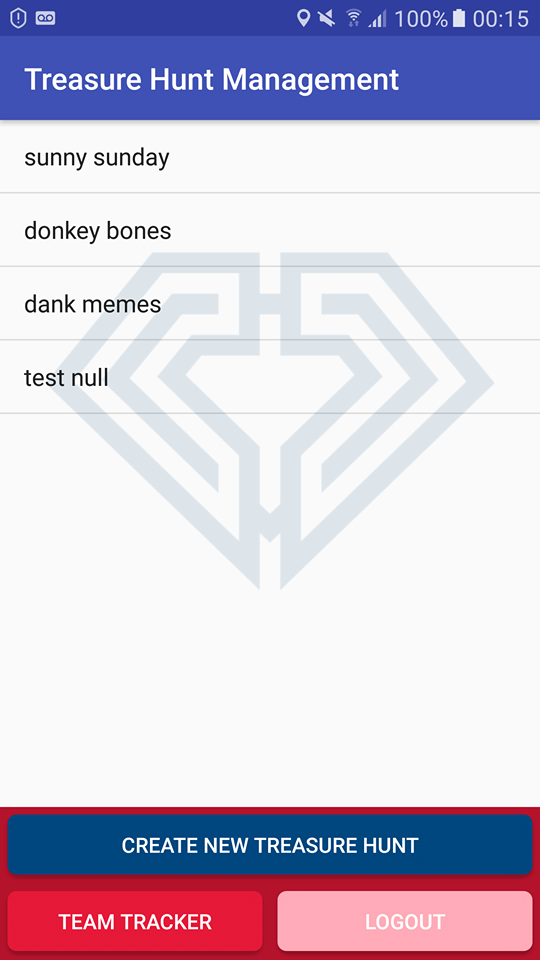 100% 00:15
Treasure Hunt Management
sunny sunday
donkey bones
dank memes
test null
CREATE NEW TREASURE HUNT
TEAM TRACKER LOGOUT